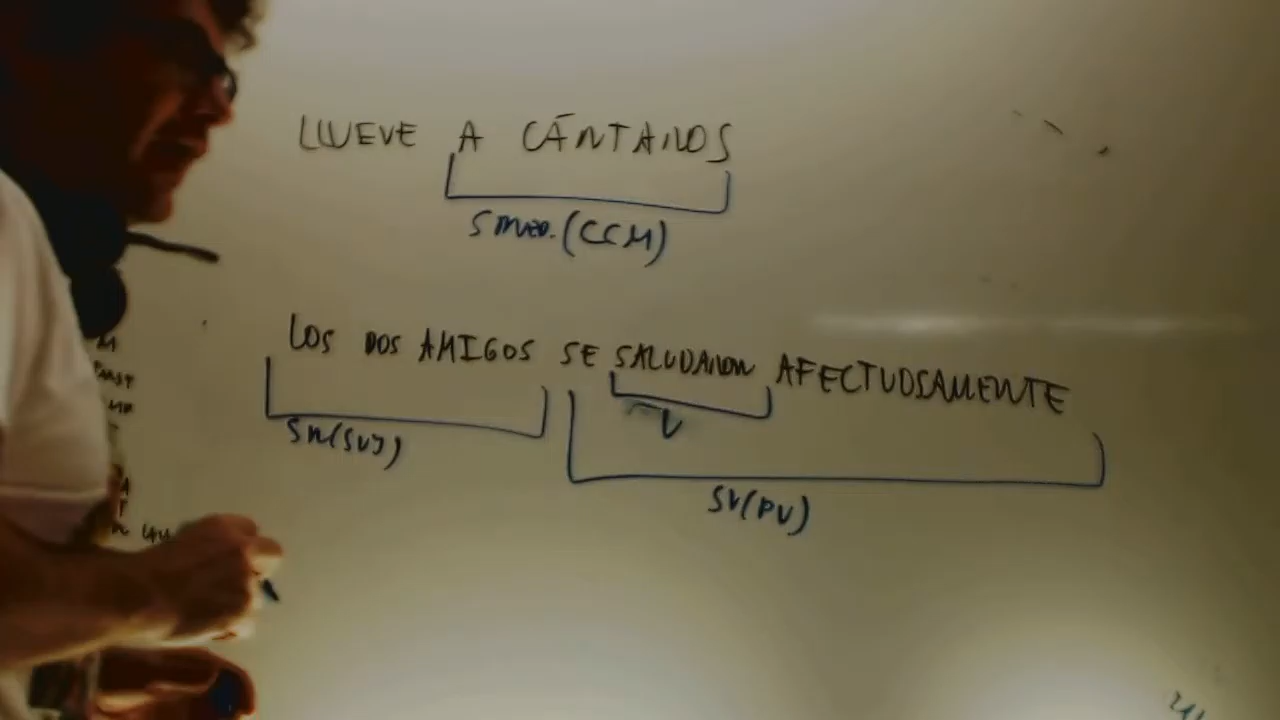 LLUEVE A CÁNTAROS
S PREP. (CCM)
LOS DOS AMIGOS SE SALUDARON AFECTUOSAMENTE
V
SN(SUJ)
SV(PV)